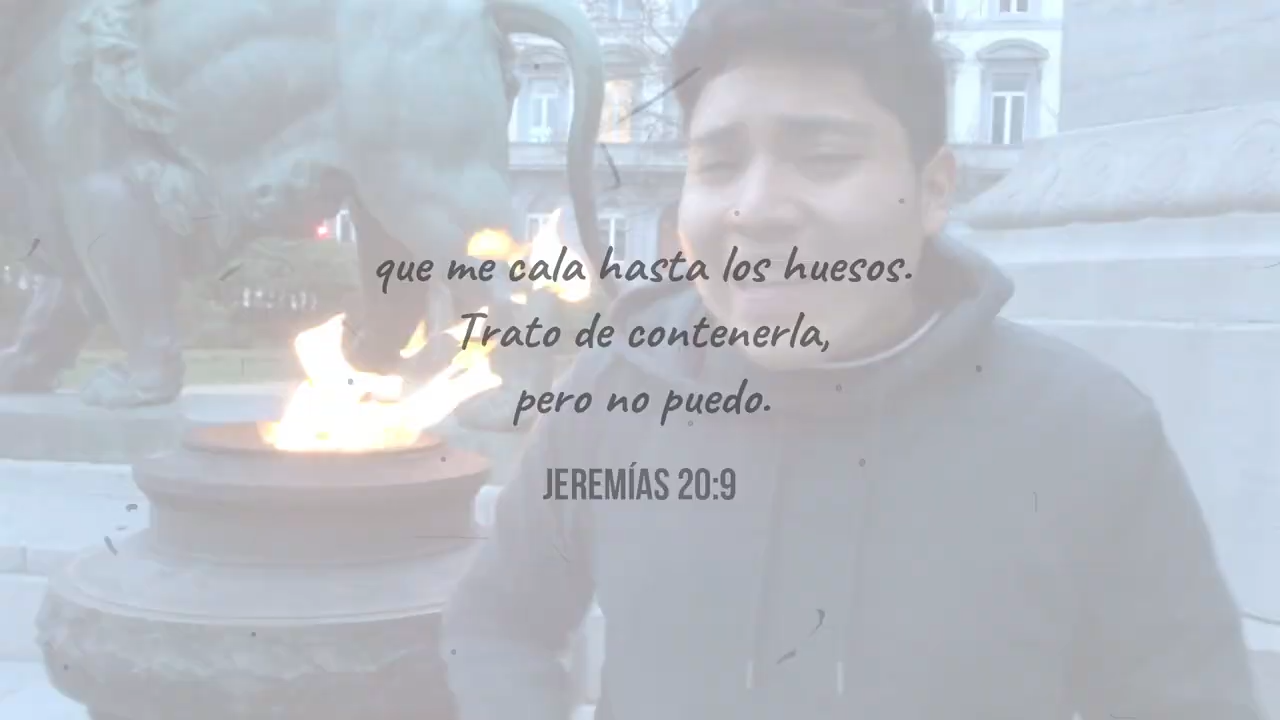 que me cala hasta los huesos.
Trato de contenerla,
pero no puedo.
JEREMÍAS 20:9